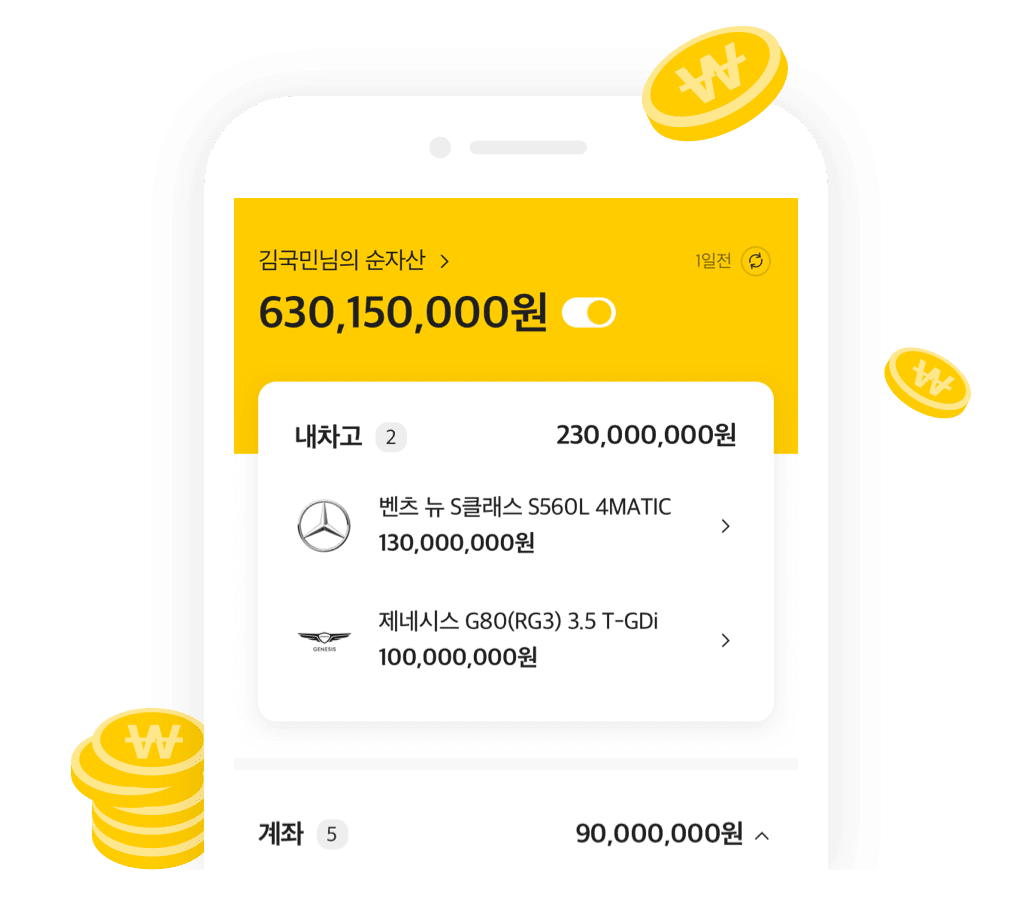 ₩
김국민님의 순자산 >
1일전
630,150,000원
₩
내차고 2 230,000,000원
벤츠 뉴 S클래스 S560L 4MATIC
130,000,000원
제네시스 G80(RG3) 3.5 T-GDi
GENESIS
100,000,000원
₩
계좌 5 90,000,000원